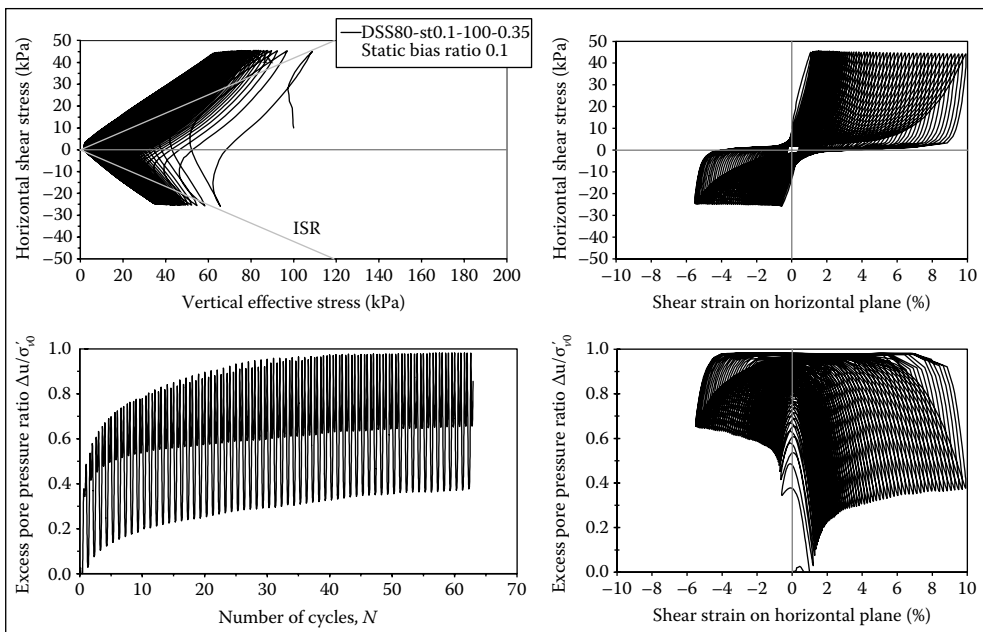 DSS80-st0.1-100-0.35
Static bias ratio 0.1
50
40
30
20
10
0
−10
−20
−30
−40
−50
Horizontal shear stress (kPa)
ISR
0 20 40 60 80 100 120 140 160 180 200
Vertical effective stress (kPa)
50
40
30
20
10
0
−10
−20
−30
−40
−50
Horizontal shear stress (kPa)
−10 −8 −6 −4 −2 0 2 4 6 8 10
Shear strain on horizontal plane (%)
1.0
0.8
0.6
0.4
0.2
0.0
Excess pore pressure ratio Δu/σ′v0
0 10 20 30 40 50 60 70
Number of cycles, N
1.0
0.8
0.6
0.4
0.2
0.0
Excess pore pressure ratio Δu/σ′v0
−10 −8 −6 −4 −2 0 2 4 6 8 10
Shear strain on horizontal plane (%)